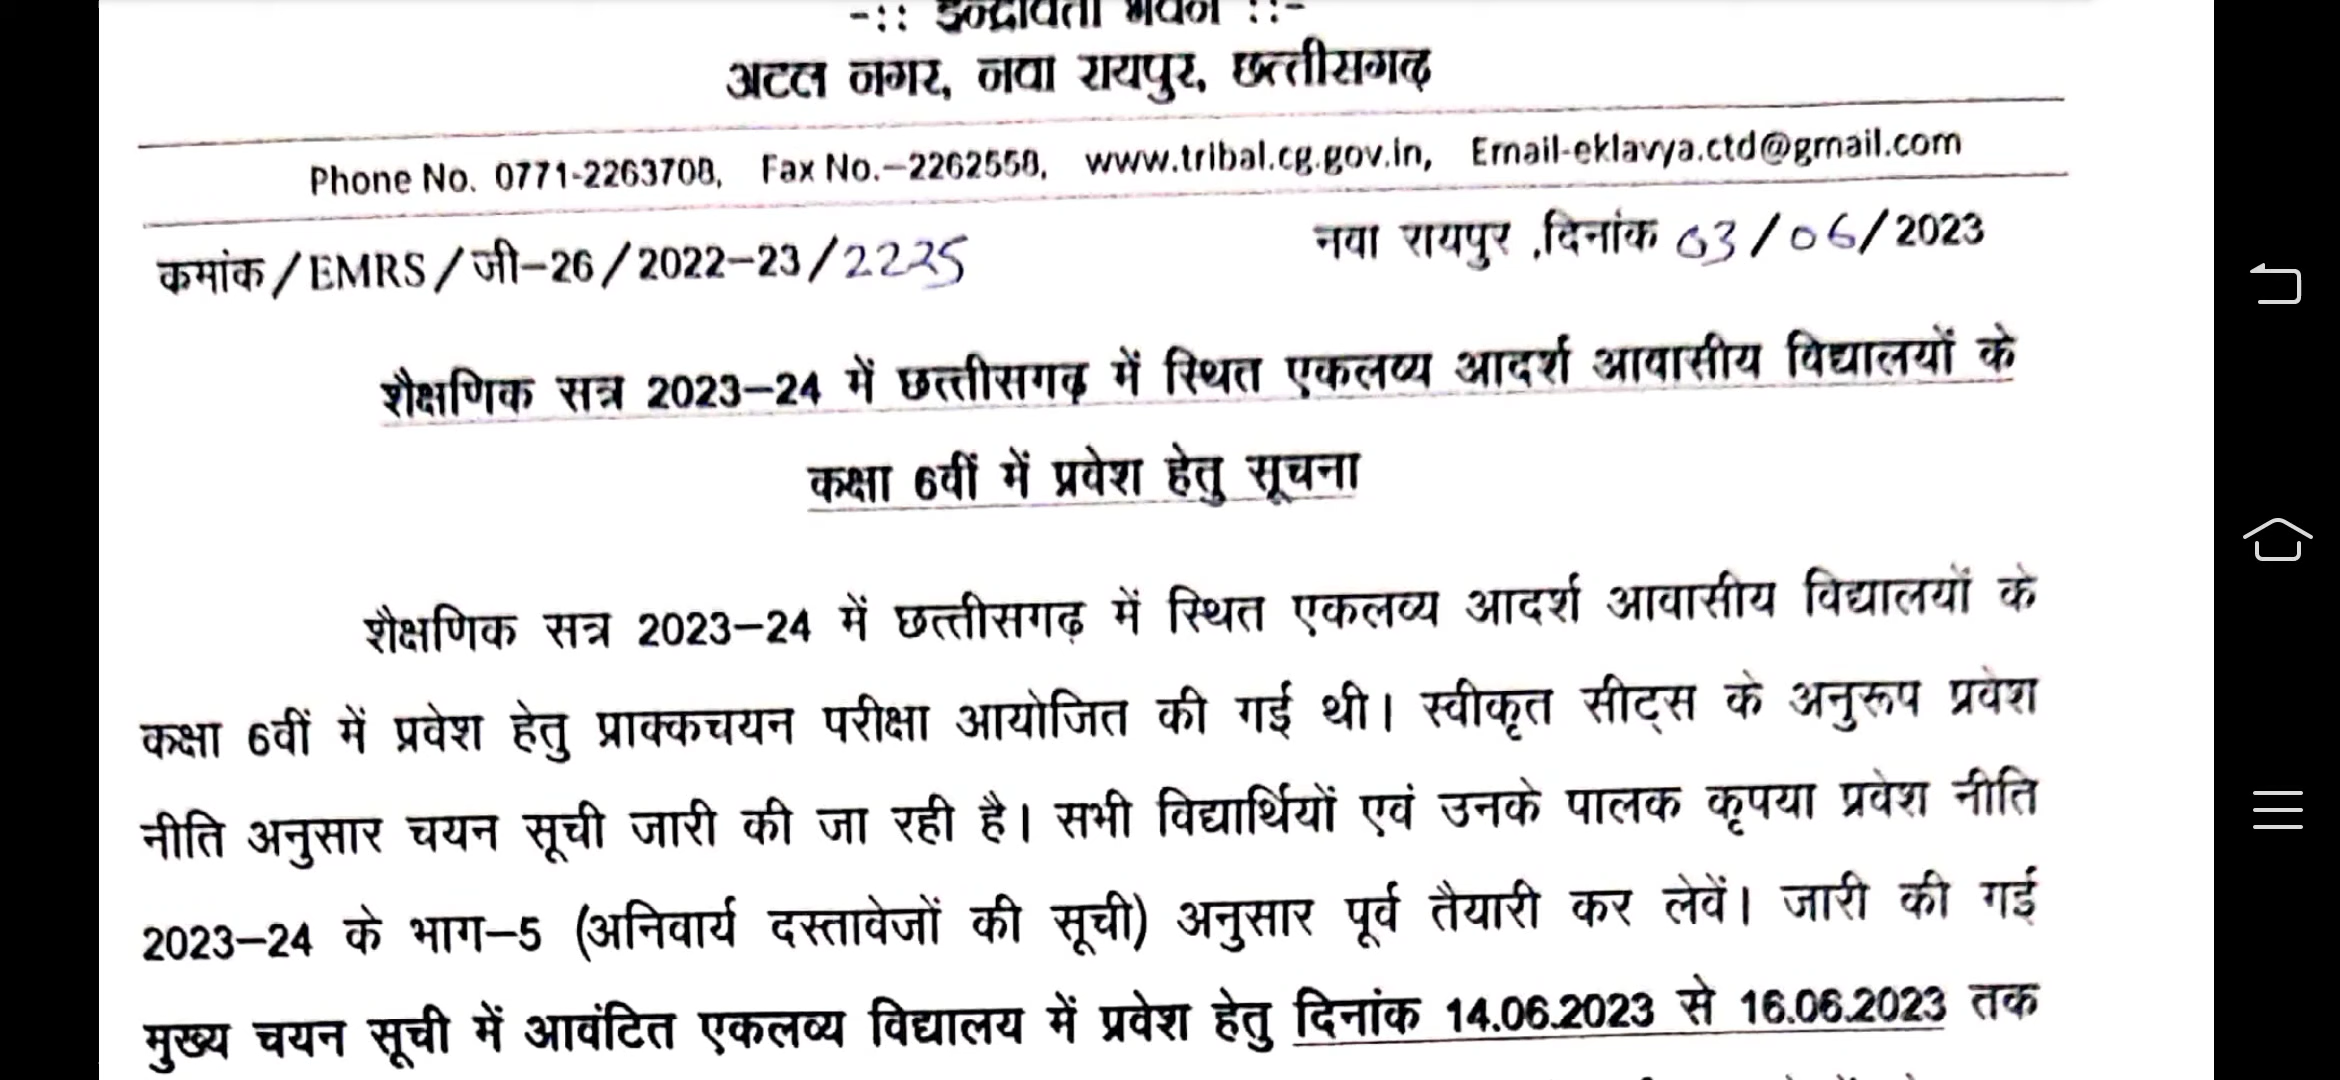 -:: इन्द्रावती भवन ::-
अटल नगर, नवा रायपुर, छत्तीसगढ़
Phone No. 0771-2263708, Fax No.-2262558, www.tribal.cg.gov.in, Email-eklavya.ctd@gmail.com
कमांक/EMRS/जी-26/2022-23/2225 नवा रायपुर ,दिनांक 03/06/2023
शैक्षणिक सत्र 2023-24 में छत्तीसगढ़ में स्थित एकलव्य आदर्श आवासीय विद्यालयों के
कक्षा 6वीं में प्रवेश हेतु सूचना
शैक्षणिक सत्र 2023-24 में छत्तीसगढ़ में स्थित एकलव्य आदर्श आवासीय विद्यालयों के
कक्षा 6वीं में प्रवेश हेतु प्राक्कचयन परीक्षा आयोजित की गई थी। स्वीकृत सीट्स के अनुरूप प्रवेश
नीति अनुसार चयन सूची जारी की जा रही है। सभी विद्यार्थियों एवं उनके पालक कृपया प्रवेश नीति
2023-24 के भाग-5 (अनिवार्य दस्तावेजों की सूची) अनुसार पूर्व तैयारी कर लेवें। जारी की गई
मुख्य चयन सूची में आवंटित एकलव्य विद्यालय में प्रवेश हेतु दिनांक 14.06.2023 से 16.06.2023 तक